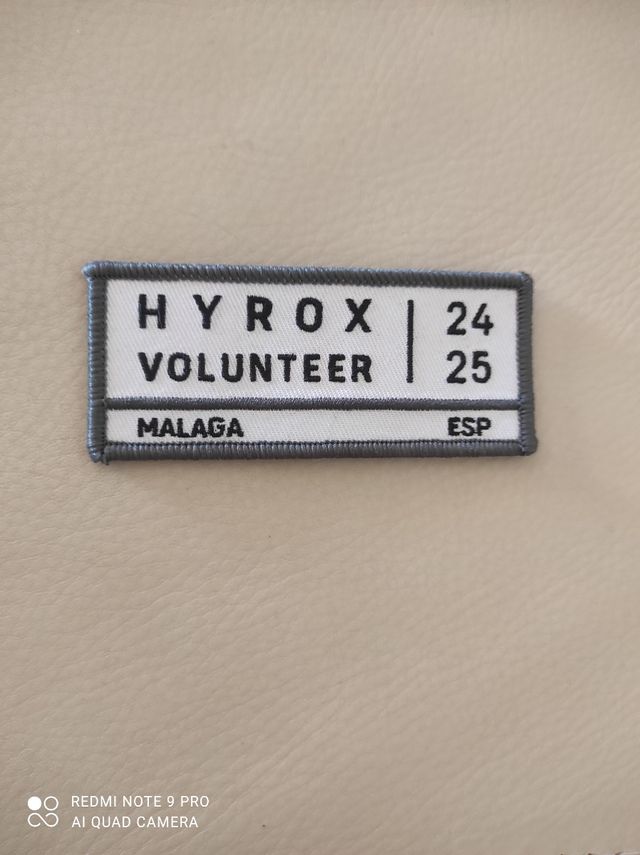 HYROX
VOLUNTEER
24
25
MALAGA ESP
REDMI NOTE 9 PRO
AI QUAD CAMERA